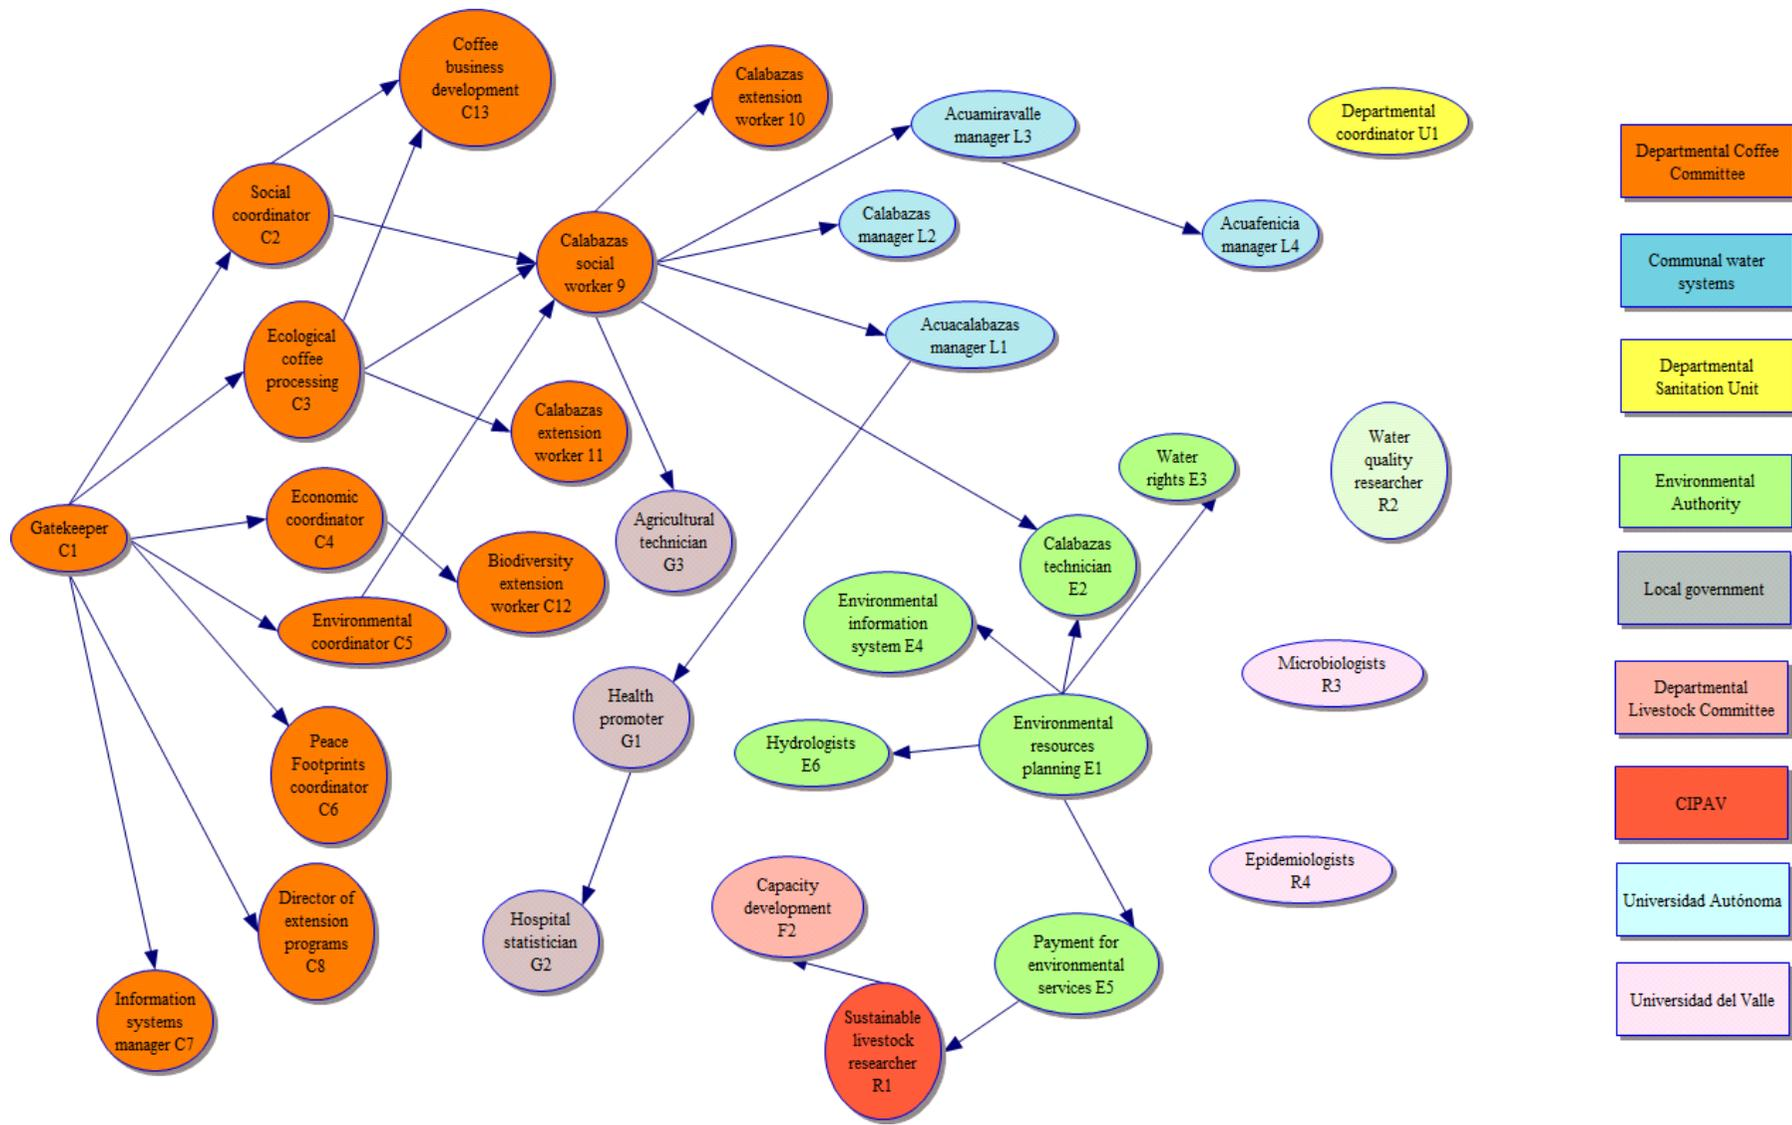 Coffee
business
development
C13
Calabazas
extension
worker 10
Acuamiravalle
manager L3
Departmental
coordinator U1
Departmental Coffee
Committee
Social
coordinator
C2
Calabazas
social
worker 9
Calabazas
manager L2
Acuafenicia
manager L4
Communal water
systems
Ecological
coffee
processing
C3
Acuacalabazas
manager L1
Departmental
Sanitation Unit
Calabazas
extension
worker 11
Water
rights E3
Water
quality
researcher
R2
Environmental
Authority
Gatekeeper
C1
Economic
coordinator
C4
Agricultural
technician
G3
Calabazas
technician
E2
Biodiversity
extension
worker C12
Local government
Environmental
coordinator C5
Environmental
information
system E4
Microbiologists
R3
Departmental
Livestock Committee
Health
promoter
G1
Hydrologists
E6
Environmental
resources
planning E1
Peace
Footprints
coordinator
C6
CIPAV
Epidemiologists
R4
Director of
extension
programs
C8
Hospital
statistician
G2
Capacity
development
F2
Payment for
environmental
services E5
Universidad Autónoma
Information
systems
manager C7
Sustainable
livestock
researcher
R1
Universidad del Valle